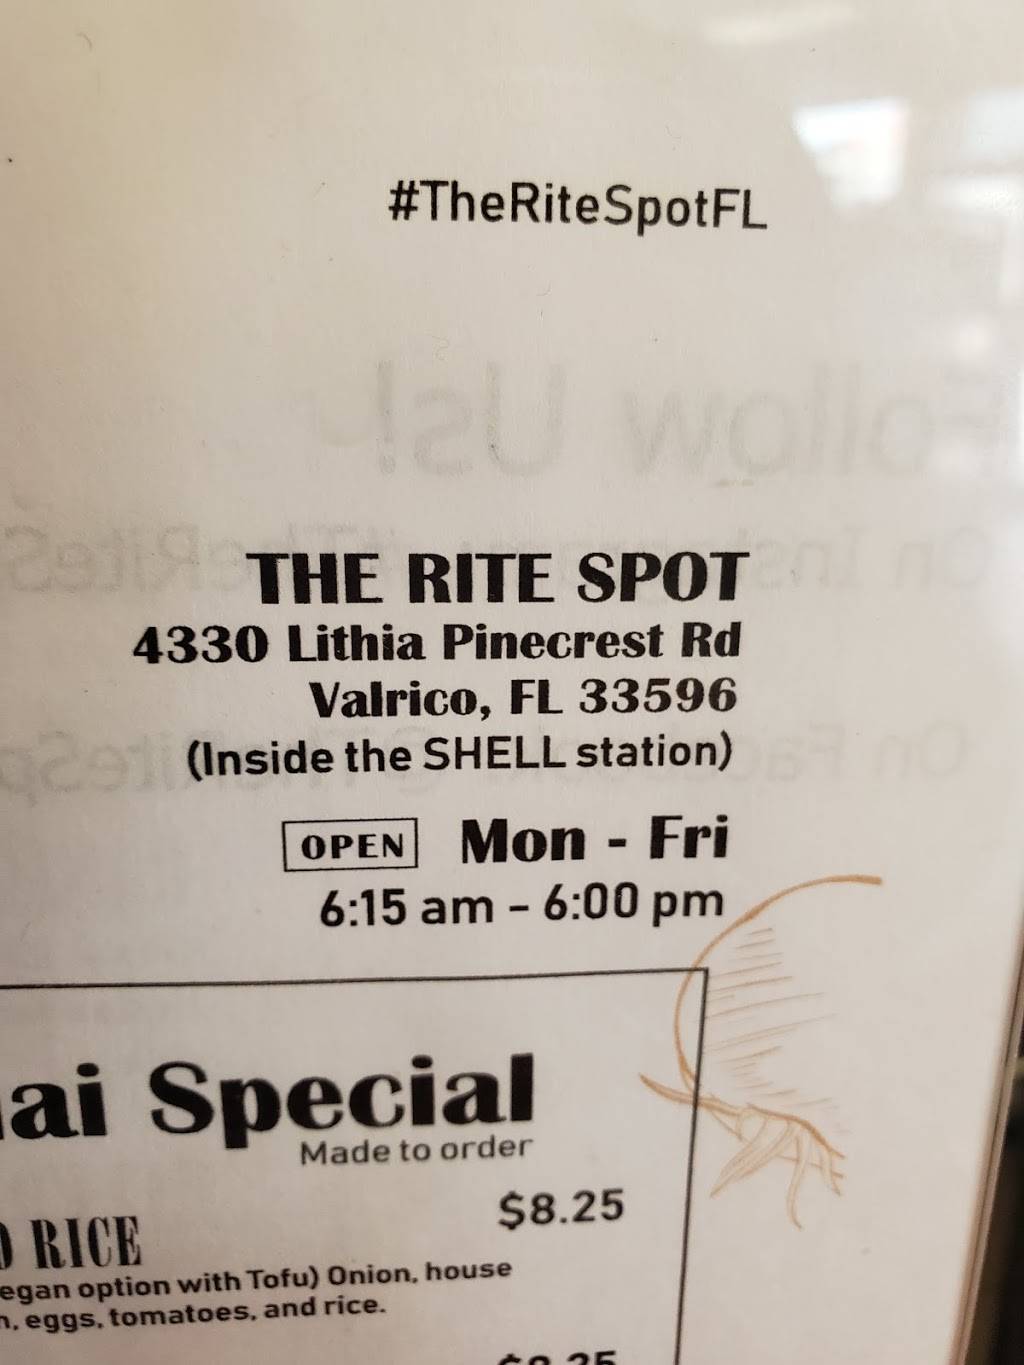 #TheRiteSpotFL
Follow Us!
THE RITE SPOT
4330 Lithia Pinecrest Rd
Valrico, FL 33596
(Inside the SHELL station)
OPEN Mon - Fri
6:15 am - 6:00 pm
ai Special
Made to order
$8.25
RICE
egan option with Tofu) Onion, house
, eggs, tomatoes, and rice.